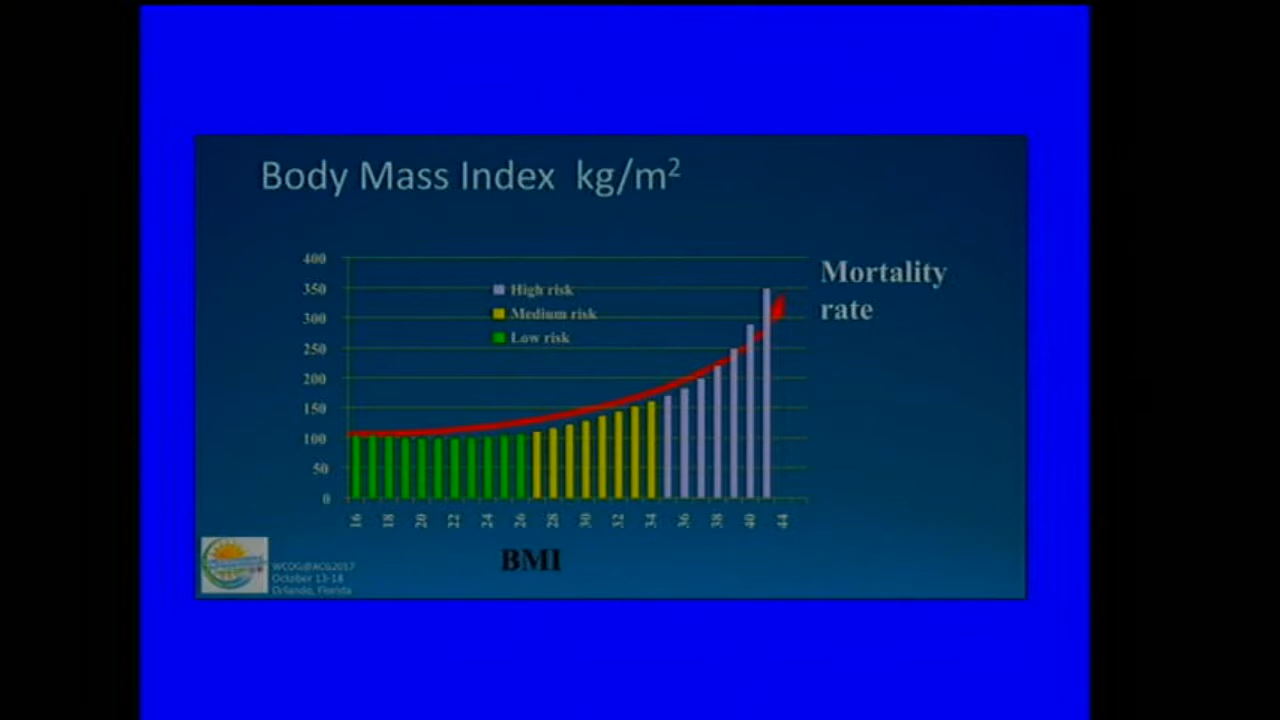 Body Mass Index kg/m²
400
350
300
250
200
150
100
50
0
High risk
Medium risk
Low risk
Mortality
rate
16 18 20 22 24 26 28 30 32 34 36 38 40 44
BMI
WCOG@ACG2017
October 13-18
Orlando, Florida